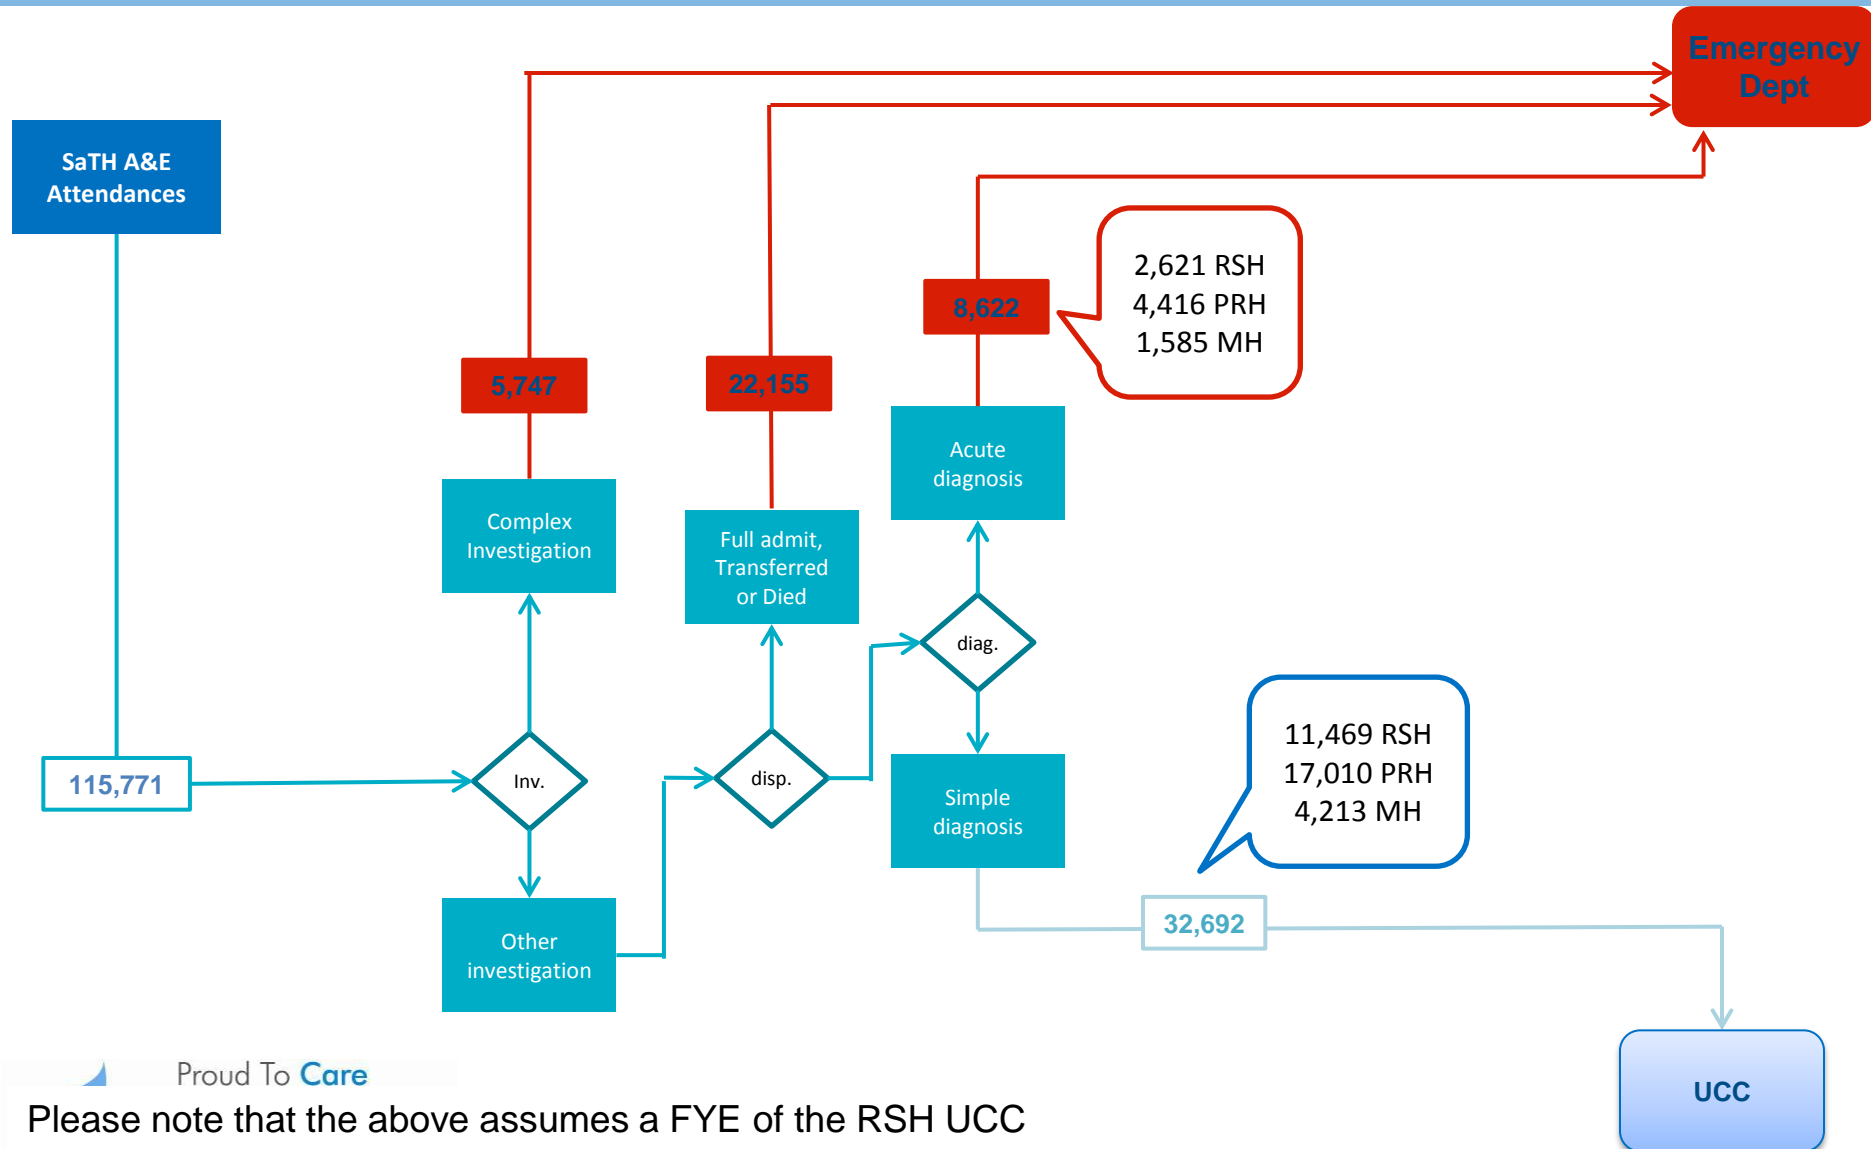 Emergency
Dept
SaTH A&E
Attendances
2,621 RSH
4,416 PRH
1,585 MH
8,622
5,747
22,155
Acute
diagnosis
Complex
Investigation
Full admit,
Transferred
or Died
diag.
11,469 RSH
17,010 PRH
4,213 MH
115,771
Inv.
disp.
Simple
diagnosis
32,692
Other
investigation
Proud To Care
UCC
Please note that the above assumes a FYE of the RSH UCC